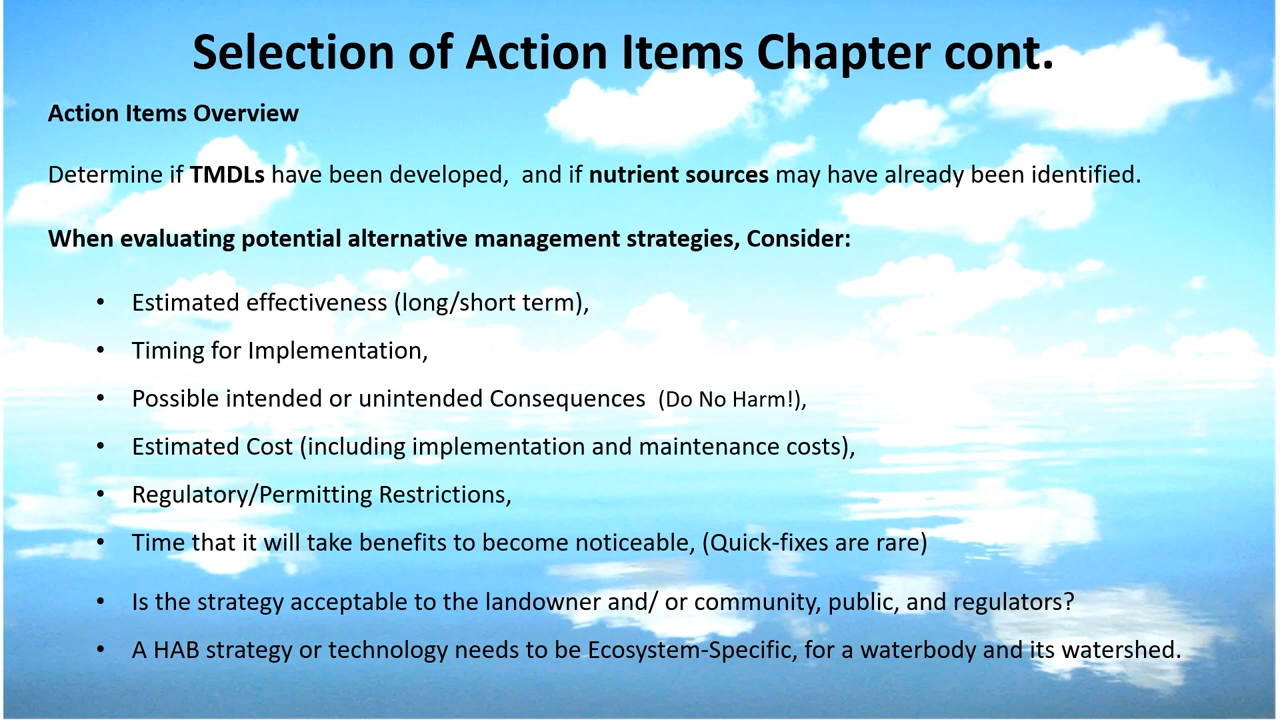 Selection of Action Items Chapter cont.
Action Items Overview
Determine if TMDLs have been developed,  and if nutrient sources may have already been identified.
When evaluating potential alternative management strategies, Consider:
• Estimated effectiveness (long/short term),
• Timing for Implementation,
• Possible intended or unintended Consequences  (Do No Harm!),
• Estimated Cost (including implementation and maintenance costs),
• Regulatory/Permitting Restrictions,
• Time that it will take benefits to become noticeable, (Quick-fixes are rare)
• Is the strategy acceptable to the landowner and/ or community, public, and regulators?
• A HAB strategy or technology needs to be Ecosystem-Specific, for a waterbody and its watershed.